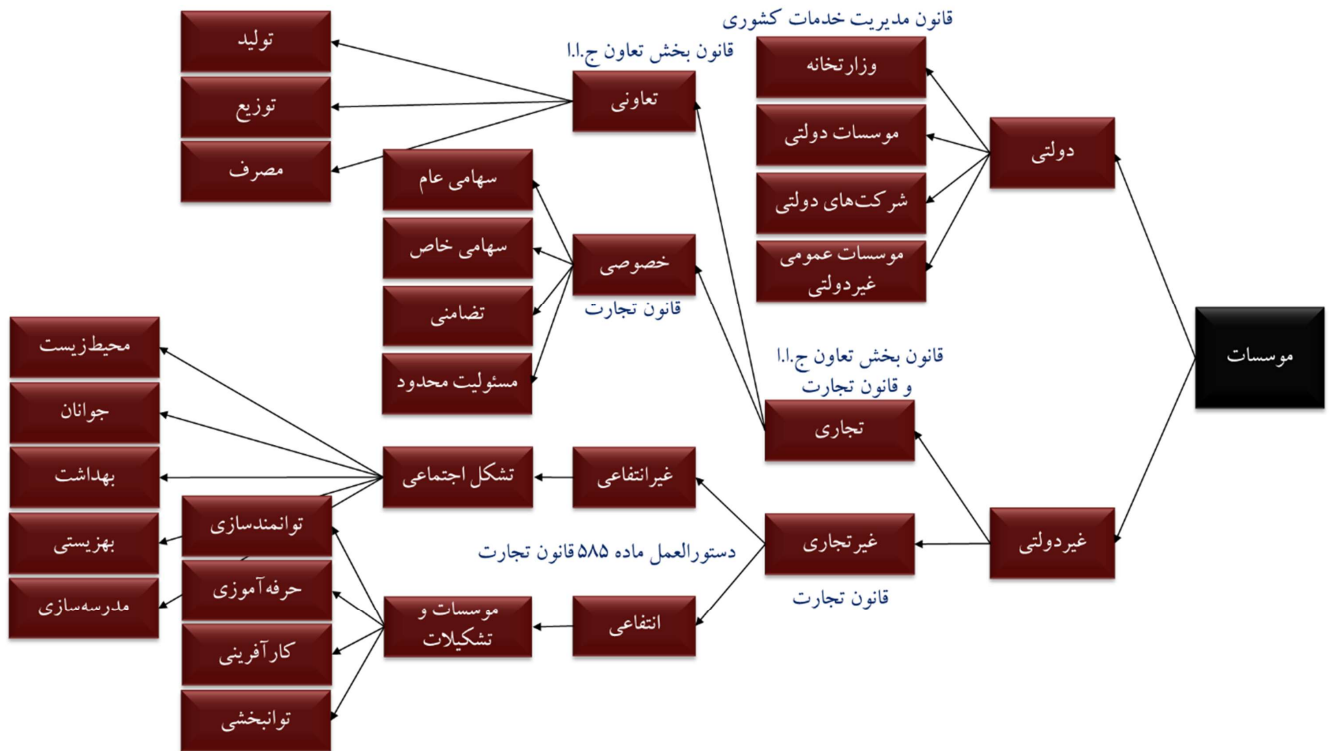 موسسات
دولتی
قانون مدیریت خدمات کشوری
وزارتخانه
موسسات دولتی
شرکت‌های دولتی
موسسات عمومی
غیردولتی
غیردولتی
قانون بخش تعاون ج.ا.ا
و قانون تجارت
تجاری
قانون بخش تعاون ج.ا.ا
تعاونی
تولید
توزیع
مصرف
خصوصی
قانون تجارت
سهامی عام
سهامی خاص
تضامنی
مسئولیت محدود
غیرتجاری
قانون تجارت
دستورالعمل ماده ۵۸۵ قانون تجارت
غیرانتفاعی
تشکل اجتماعی
محیط‌زیست
جوانان
بهداشت
بهزیستی
مدرسه‌سازی
انتفاعی
موسسات و
تشکیلات
توانمندسازی
حرفه‌آموزی
کارآفرینی
توانبخشی